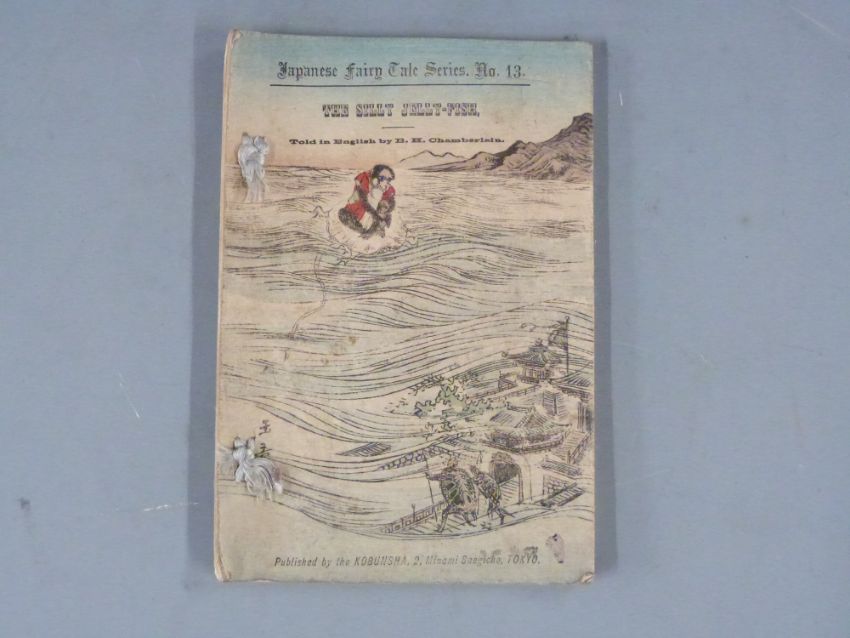 Japanese Fairy Tale Series. No. 13.
THE SILLY JELLY-FISH,
Told in English by B. H. Chamberlain.
Published by the KOBUNSHA, 2, Minami Saegicho, TOKYO.